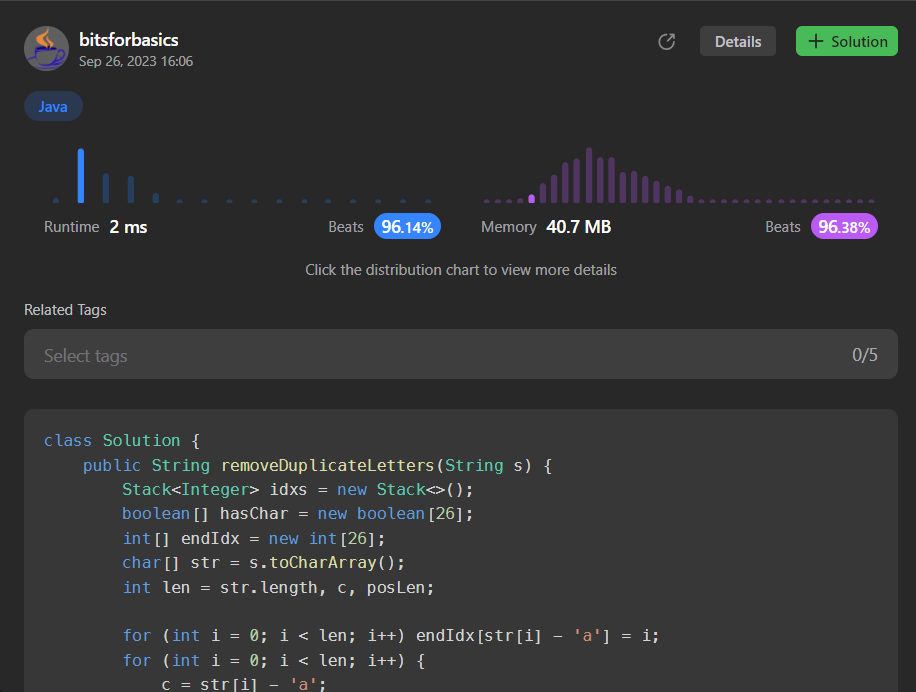 bitsforbasics
Sep 26, 2023 16:06
Details
+ Solution
Java
Runtime 2 ms
Beats 96.14%
Memory 40.7 MB
Beats 96.38%
Click the distribution chart to view more details
Related Tags
Select tags
0/5
class Solution {
    public String removeDuplicateLetters(String s) {
        Stack<Integer> idxs = new Stack<>();
        boolean[] hasChar = new boolean[26];
        int[] endIdx = new int[26];
        char[] str = s.toCharArray();
        int len = str.length, c, posLen;
        for (int i = 0; i < len; i++) endIdx[str[i] - 'a'] = i;
        for (int i = 0; i < len; i++) {
            c = str[i] - 'a';